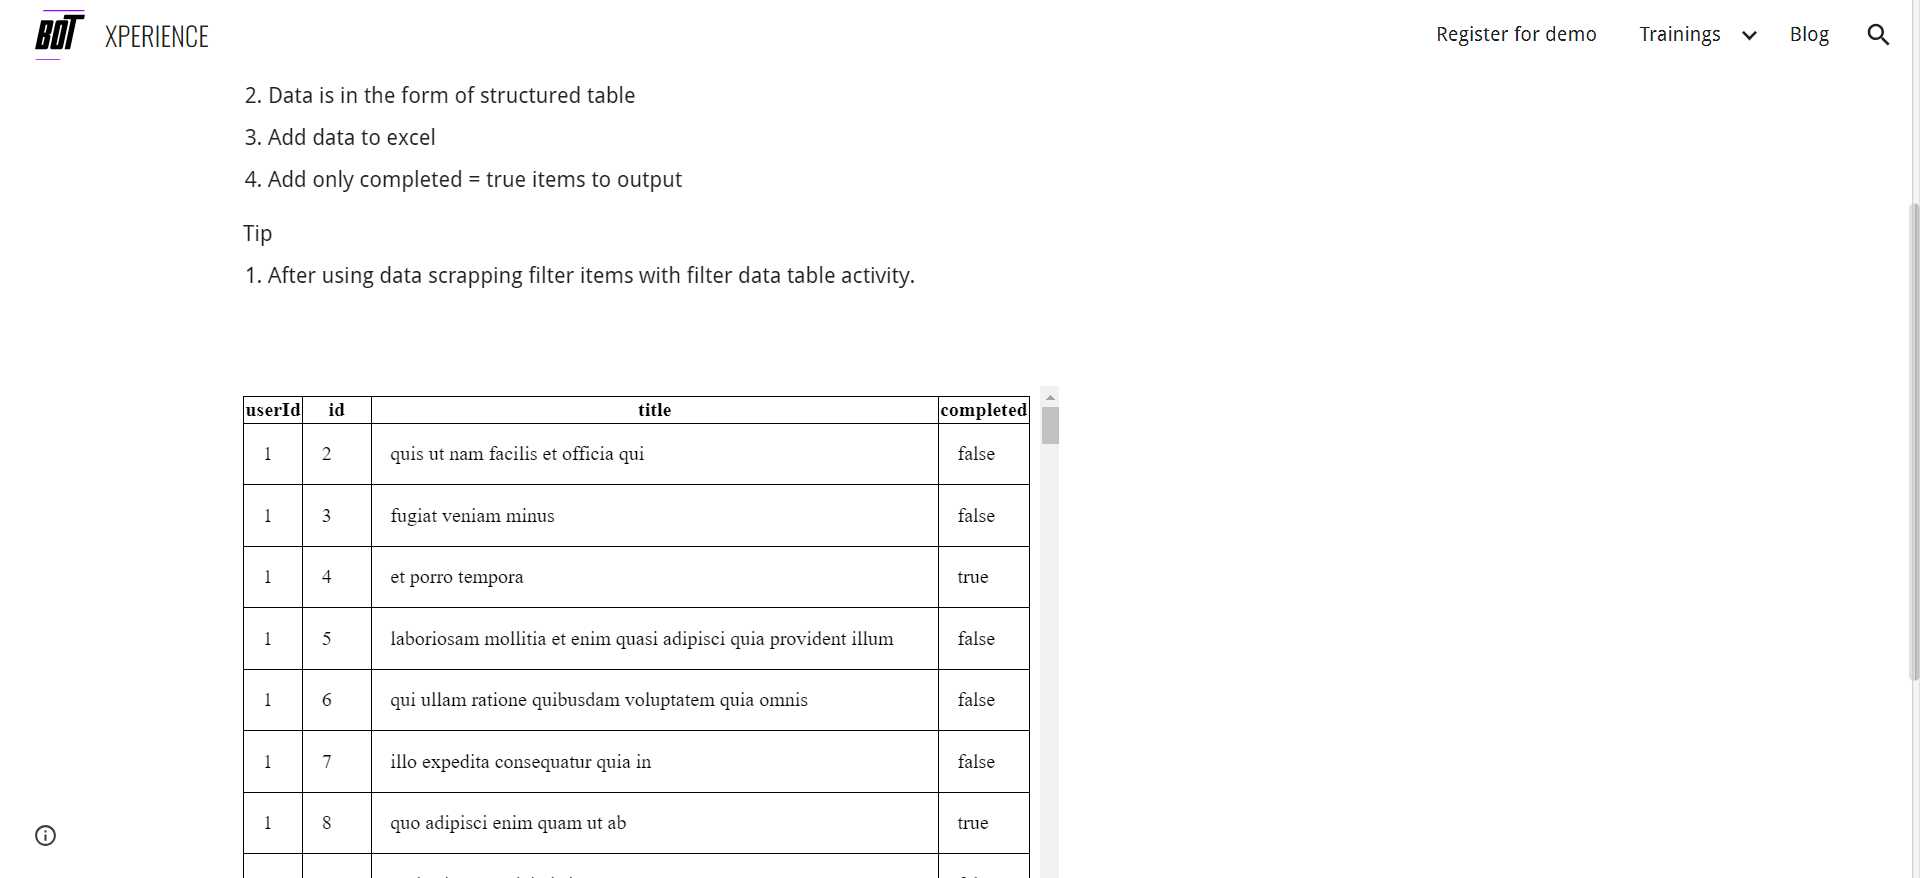 BOT XPERIENCE
Register for demo Trainings Blog
2. Data is in the form of structured table
3. Add data to excel
4. Add only completed = true items to output
Tip
1. After using data scrapping filter items with filter data table activity.
userId id title completed
1 2 quis ut nam facilis et officia qui false
1 3 fugiat veniam minus false
1 4 et porro tempora true
1 5 laboriosam mollitia et enim quasi adipisci quia provident illum false
1 6 qui ullam ratione quibusdam voluptatem quia omnis false
1 7 illo expedita consequatur quia in false
1 8 quo adipisci enim quam ut ab true